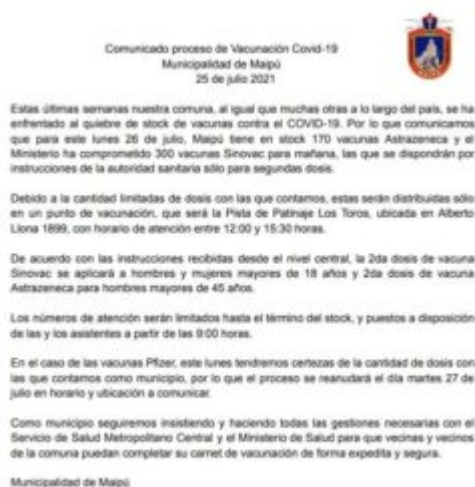 Comunicado proceso de Vacunación Covid-19
Municipalidad de Maipú
25 de julio 2021
Estas últimas semanas nuestra comuna, al igual que muchas otras a lo largo del país, se ha
enfrentado al quiebre de stock de vacunas contra el COVID-19. Por lo que comunicamos
que para este lunes 26 de julio, Maipú tiene en stock 170 vacunas Astrazeneca y el
Ministerio ha comprometido 300 vacunas Sinovac para mañana, las que se dispondrán por
instrucciones de la autoridad sanitaria sólo para segundas dosis.
Debido a la cantidad limitadas de dosis con las que contamos, estas serán distribuidas sólo
en un punto de vacunación, que será la Pista de Patinaje Los Toros, ubicada en Alberto
Llona 1899, con horario de atención entre 12:00 y 15:30 horas.
De acuerdo con las instrucciones recibidas desde el nivel central, la 2da dosis de vacuna
Sinovac se aplicará a hombres y mujeres mayores de 18 años y 2da dosis de vacuna
Astrazeneca para hombres mayores de 45 años.
Los números de atención serán limitados hasta el término del stock, y puestos a disposición
de las y los asistentes a partir de las 9:00 horas.
En el caso de las vacunas Pfizer, este lunes tendremos certezas de la cantidad de dosis con
las que contamos como municipio, por lo que el proceso se reanudará el día martes 27 de
julio en horario y ubicación a comunicar.
Como municipio seguiremos insistiendo y haciendo todas las gestiones necesarias con el
Servicio de Salud Metropolitano Central y el Ministerio de Salud para que vecinas y vecinos
de la comuna puedan completar su carnet de vacunación de forma expedita y segura.
Municipalidad de Maipú